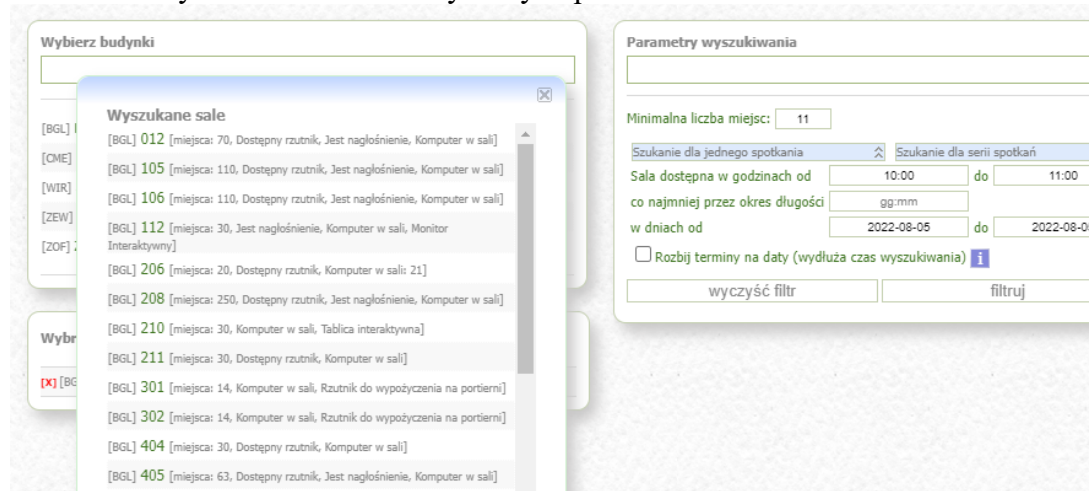 Wybierz budynki
[BGL]
[CME]
[WIR]
[ZEW]
[ZOF]
Wyszukane sale
[BGL] 012 [miejsca: 70, Dostępny rzutnik, Jest nagłośnienie, Komputer w sali]
[BGL] 105 [miejsca: 110, Dostępny rzutnik, Jest nagłośnienie, Komputer w sali]
[BGL] 106 [miejsca: 110, Dostępny rzutnik, Jest nagłośnienie, Komputer w sali]
[BGL] 112 [miejsca: 30, Jest nagłośnienie, Komputer w sali, Monitor
Interaktywny]
[BGL] 206 [miejsca: 20, Dostępny rzutnik, Komputer w sali: 21]
[BGL] 208 [miejsca: 250, Dostępny rzutnik, Jest nagłośnienie, Komputer w sali]
[BGL] 210 [miejsca: 30, Komputer w sali, Tablica interaktywna]
[BGL] 211 [miejsca: 30, Dostępny rzutnik, Komputer w sali]
[BGL] 301 [miejsca: 14, Komputer w sali, Rzutnik do wypożyczenia na portierni]
[BGL] 302 [miejsca: 14, Komputer w sali, Rzutnik do wypożyczenia na portierni]
[BGL] 404 [miejsca: 30, Dostępny rzutnik, Komputer w sali]
[BGL] 405 [miejsca: 63, Dostępny rzutnik, Jest nagłośnienie, Komputer w sali]
Wybr
[X] [BG
Parametry wyszukiwania
Minimalna liczba miejsc: 11
Szukanie dla jednego spotkania Szukanie dla serii spotkań
Sala dostępna w godzinach od 10:00 do 11:00
co najmniej przez okres długości gg:mm
w dniach od 2022-08-05 do 2022-08-0
Rozbij terminy na daty (wydłuża czas wyszukiwania) i
wyczyść filtr filtruj